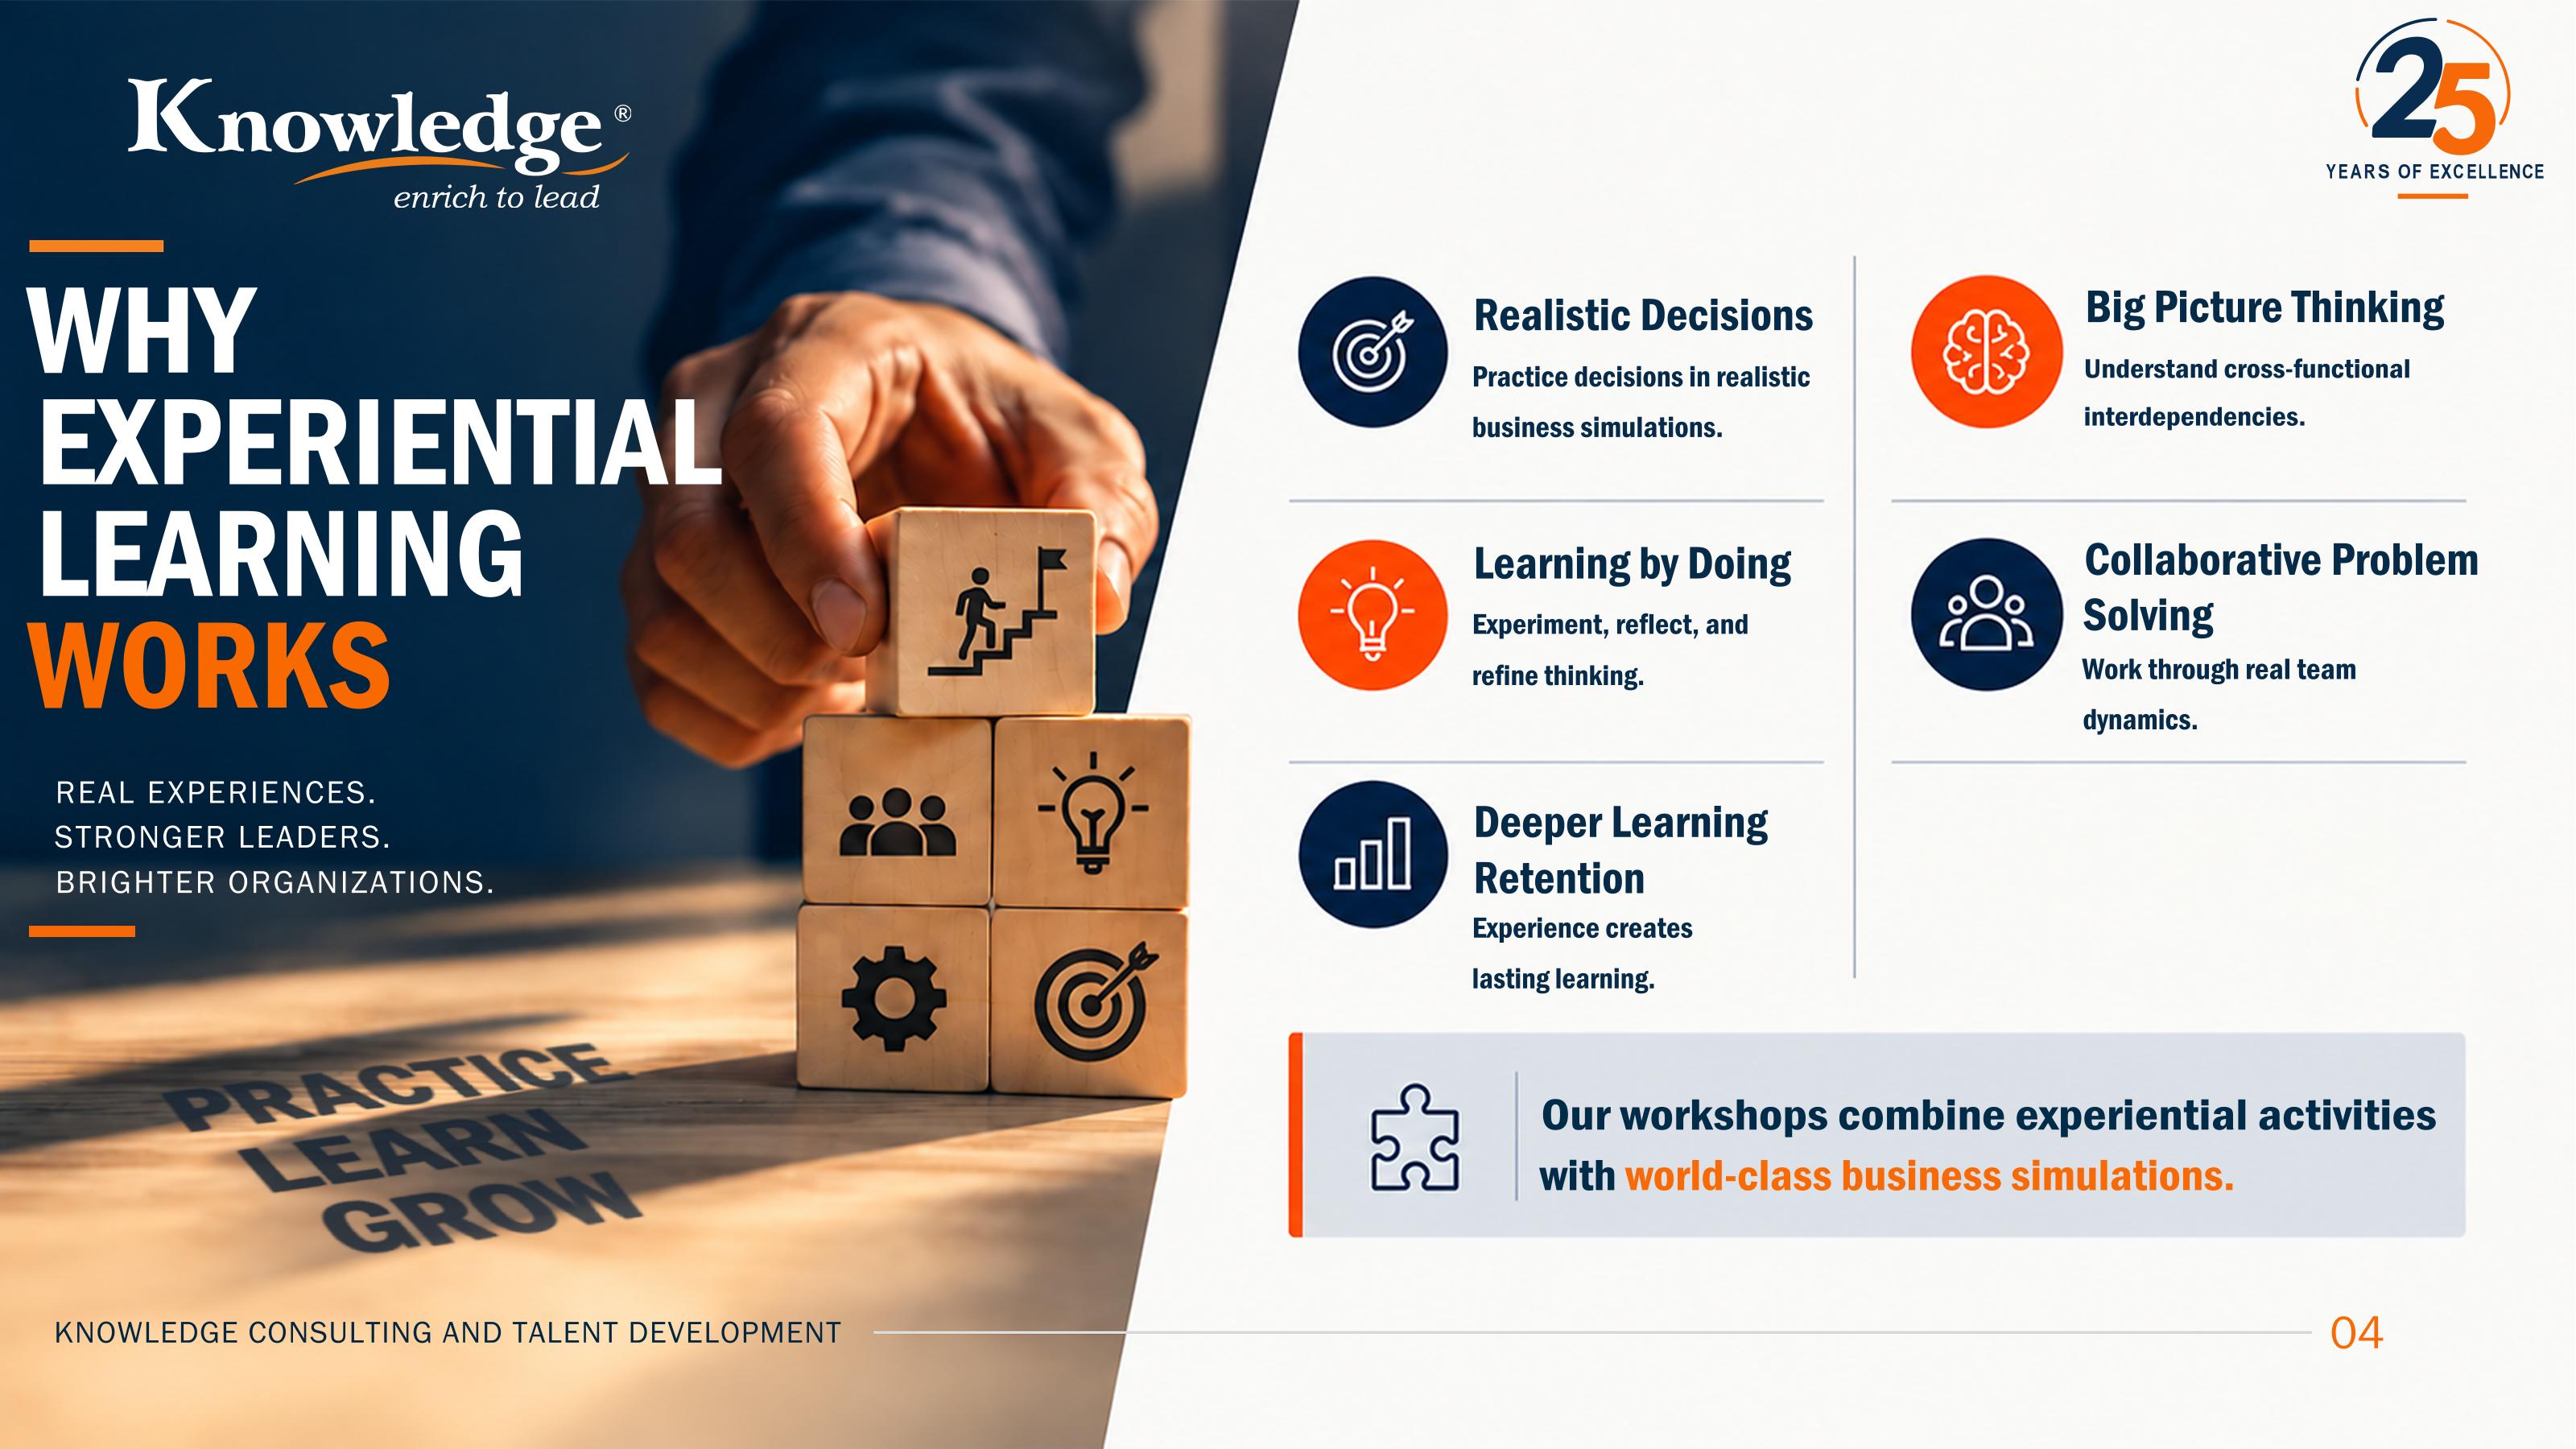 Knowledge®
enrich to lead
25
YEARS OF EXCELLENCE
WHY
EXPERIENTIAL
LEARNING
WORKS
REAL EXPERIENCES.
STRONGER LEADERS.
BRIGHTER ORGANIZATIONS.
PRACTICE
LEARN
GROW
Realistic Decisions
Practice decisions in realistic
business simulations.
Learning by Doing
Experiment, reflect, and
refine thinking.
Deeper Learning
Retention
Experience creates
lasting learning.
Big Picture Thinking
Understand cross-functional
interdependencies.
Collaborative Problem
Solving
Work through real team
dynamics.
Our workshops combine experiential activities
with world-class business simulations.
KNOWLEDGE CONSULTING AND TALENT DEVELOPMENT
04